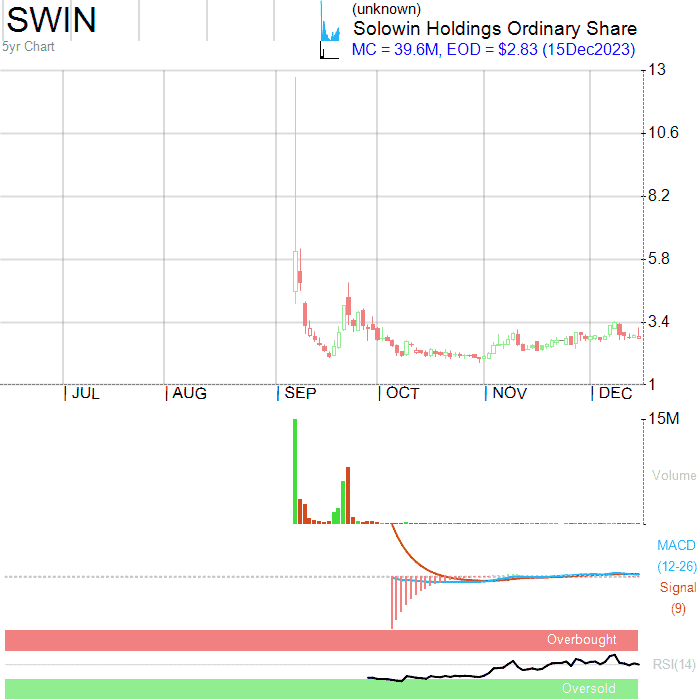 SWIN
5yr Chart
(unknown)
Solowin Holdings Ordinary Share
MC = 39.6M, EOD = $2.83 (15Dec2023)
13
10.6
8.2
5.8
3.4
1
JUL AUG SEP OCT NOV DEC
15M
Volume
MACD
(12-26)
Signal
(9)
Overbought
RSI(14)
Oversold